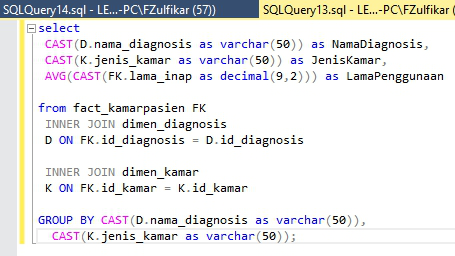 SQLQuery14.sql - LE...-PC\FZulfikar (57))
SQLQuery13.sql - LE...-PC\FZulfikar (
select
CAST(D.nama_diagnosis as varchar(50)) as NamaDiagnosis,
CAST(K.jenis_kamar as varchar(50)) as JenisKamar,
AVG(CAST(FK.lama_inap as decimal(9,2))) as LamaPenggunaan
from fact_kamarpasien FK
INNER JOIN dimen_diagnosis
D ON FK.id_diagnosis = D.id_diagnosis
INNER JOIN dimen_kamar
K ON FK.id_kamar = K.id_kamar
GROUP BY CAST(D.nama_diagnosis as varchar(50)),
CAST(K.jenis_kamar as varchar(50));